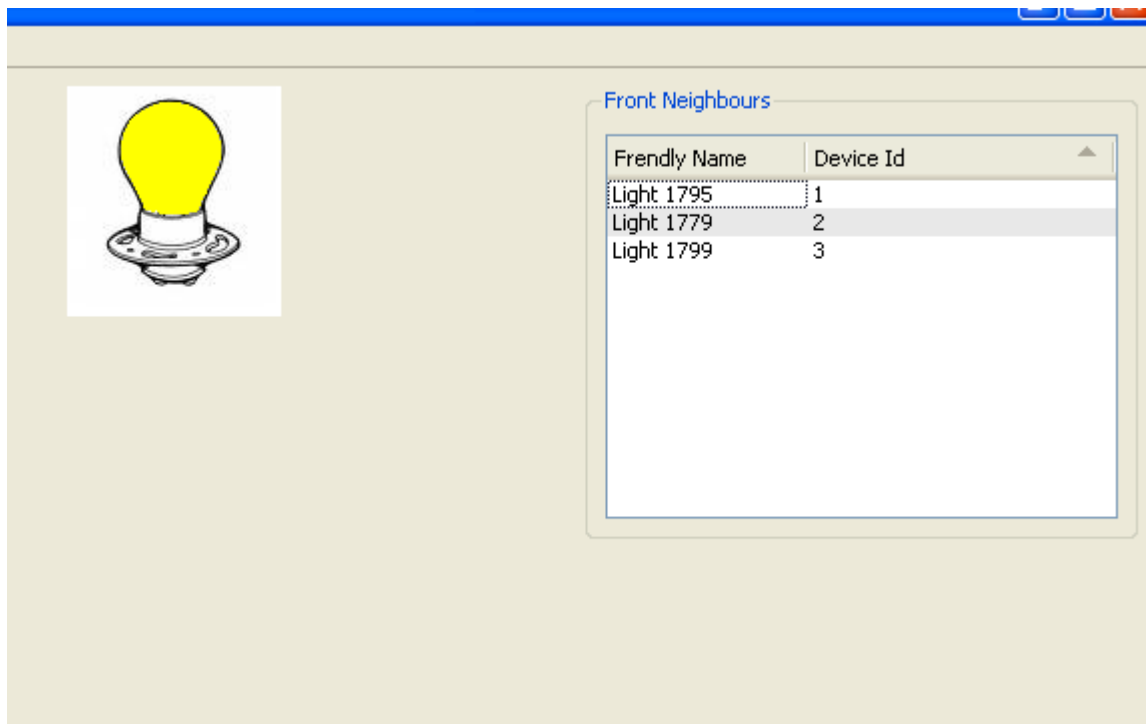 Front Neighbours
Frendly Name Device Id
Light 1795 1
Light 1779 2
Light 1799 3